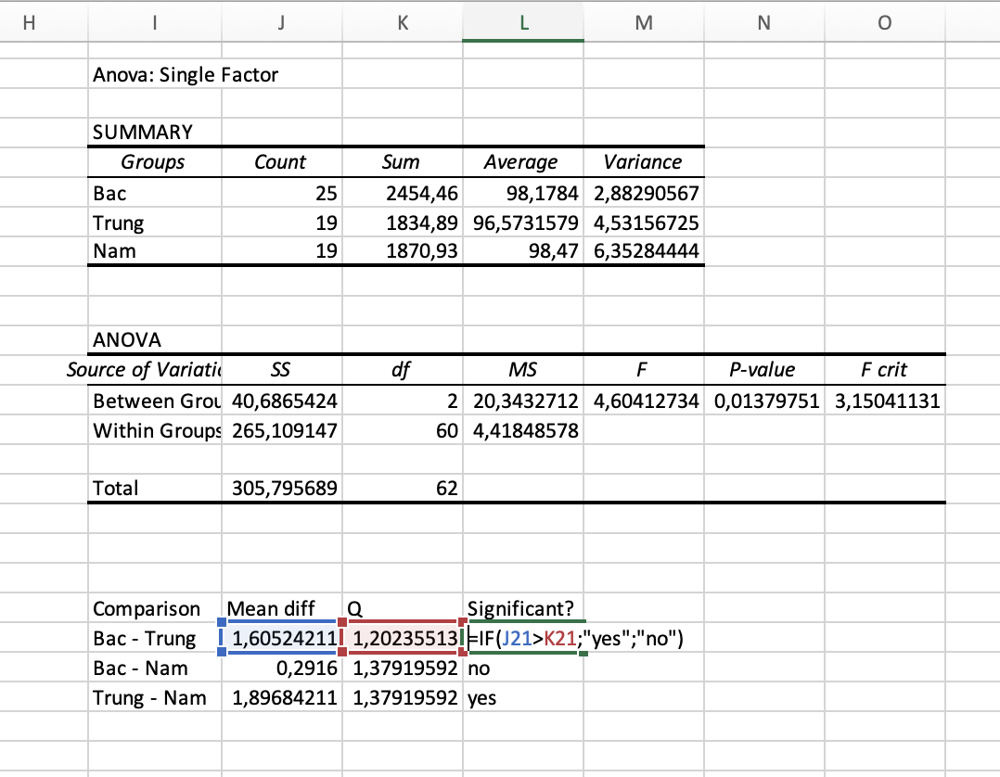 H I J K L M N O
Anova: Single Factor
SUMMARY
Groups Count Sum Average Variance
Bac 25 2454,46 98,1784 2,88290567
Trung 19 1834,89 96,5731579 4,53156725
Nam 19 1870,93 98,47 6,35284444
ANOVA
Source of Variatic SS df MS F P-value F crit
Between Grou 40,6865424 2 20,3432712 4,60412734 0,01379751 3,15041131
Within Groups 265,109147 60 4,41848578
Total 305,795689 62
Comparison Mean diff Q Significant?
Bac - Trung 1,60524211 1,20235513 =IF(J21>K21;"yes";"no")
Bac - Nam 0,2916 1,37919592 no
Trung - Nam 1,89684211 1,37919592 yes